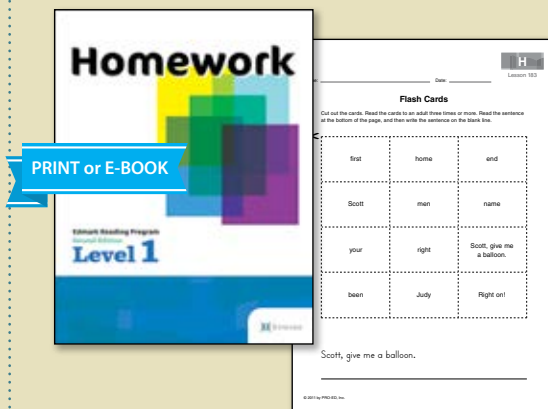 Homework
PRINT or E-BOOK
Edmark Reading Program
Second Edition
Level 1
H
Lesson 183
Date:
Flash Cards
Cut out the cards. Read the cards to an adult three times or more. Read the sentence
at the bottom of the page, and then write the sentence on the blank line.
first home end
Scott men name
your right Scott, give me
a balloon.
been Judy Right on!
Scott, give me a balloon.
© 2011 by PRO-ED, Inc.